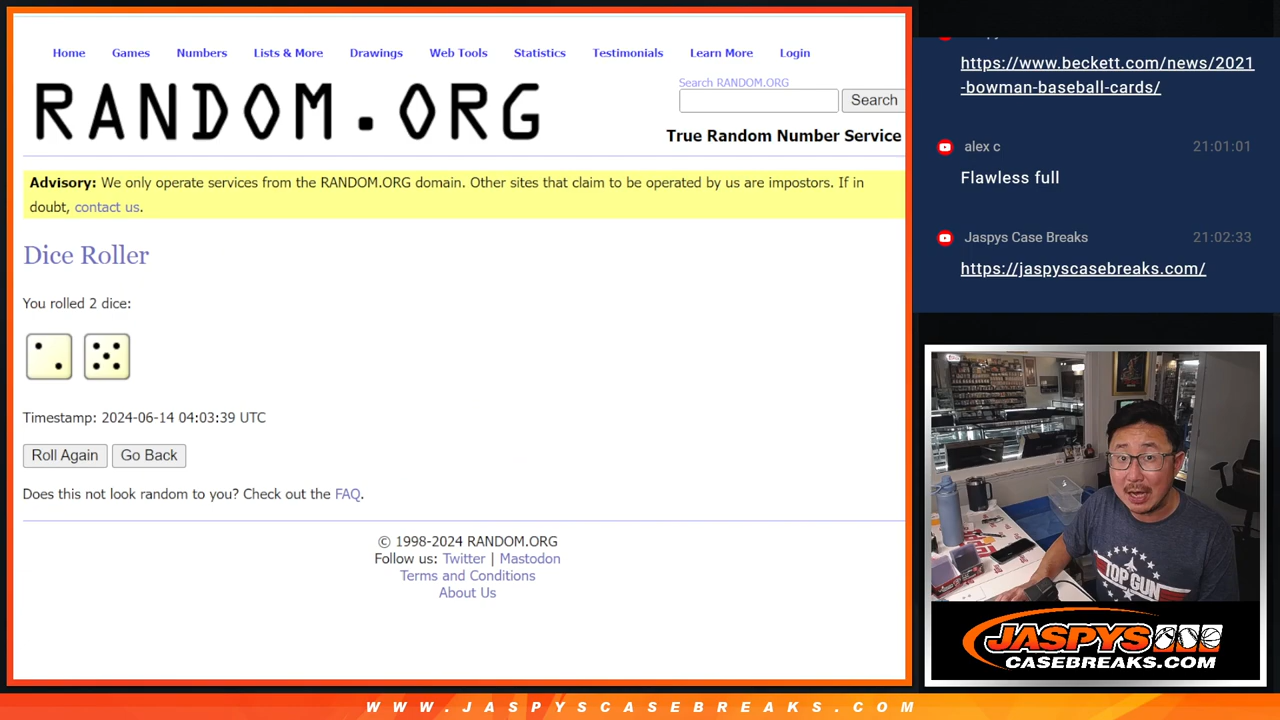 Home Games Numbers Lists & More Drawings Web Tools Statistics Testimonials Learn More Login
RANDOM.ORG
Search RANDOM.ORG
Search
True Random Number Service
Advisory: We only operate services from the RANDOM.ORG domain. Other sites that claim to be operated by us are impostors. If in
doubt, contact us.
Dice Roller
You rolled 2 dice:
Timestamp: 2024-06-14 04:03:39 UTC
Roll Again Go Back
Does this not look random to you? Check out the FAQ.
© 1998-2024 RANDOM.ORG
Follow us: Twitter | Mastodon
Terms and Conditions
About Us
https://www.beckett.com/news/2021
-bowman-baseball-cards/
alex c 21:01:01
Flawless full
Jaspys Case Breaks 21:02:33
https://jaspyscasebreaks.com/
TOP GUN
JASPYS
CASEBREAKS.COM
WWW.JASPYSCASEBREAKS.COM